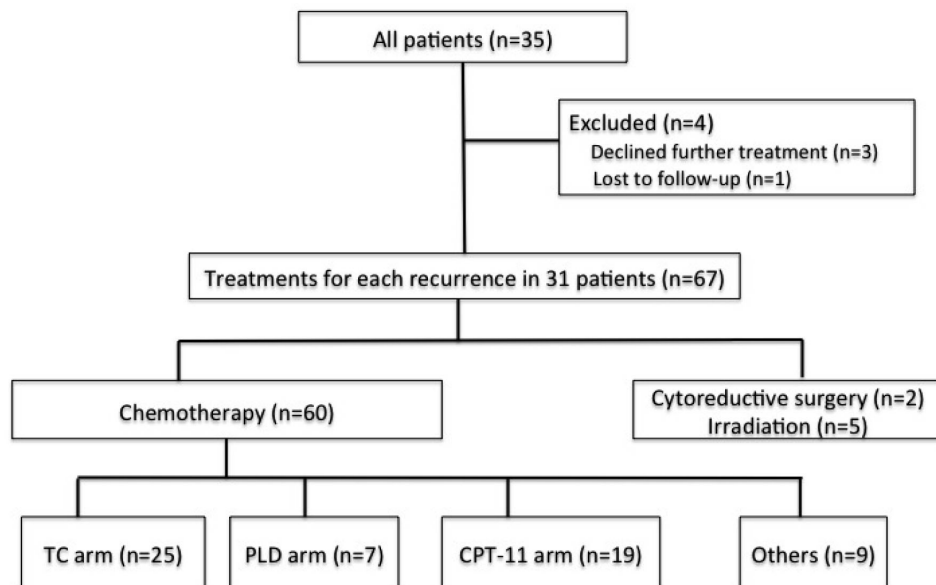 All patients (n=35)
Excluded (n=4)
Declined further treatment (n=3)
Lost to follow-up (n=1)
Treatments for each recurrence in 31 patients (n=67)
Chemotherapy (n=60)
Cytoreductive surgery (n=2)
Irradiation (n=5)
TC arm (n=25)
PLD arm (n=7)
CPT-11 arm (n=19)
Others (n=9)